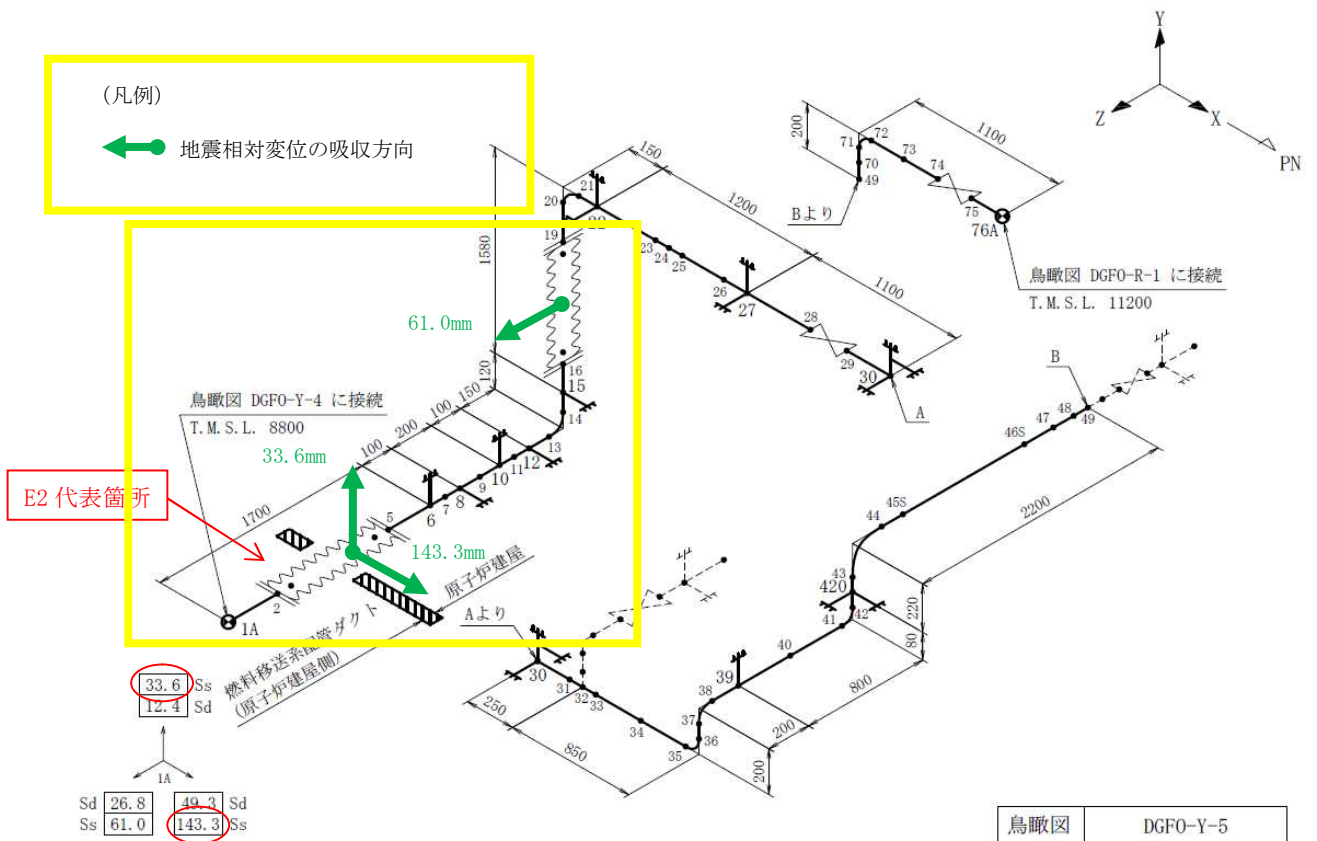 (凡例)
地震相対変位の吸収方向
Y
Z
X
PN
200
71
72
70
49
73
74
75
76A
1100
Bより
鳥瞰図 DGFO-R-1 に接続
T.M.S.L. 11200
150
1200
1100
20
21
22
19
23
24
25
26
27
28
29
30
A
1580
120
61.0mm
16
15
14
13
鳥瞰図 DGFO-Y-4 に接続
T.M.S.L. 8800
100
200
100
150
33.6mm
12
11
10
9
8
7
6
5
E2 代表箇所
1700
143.3mm
2
1A
原子炉建屋
燃料移送系配管ダクト
(原子炉建屋側)
B
49
48
47
46S
45S
44
43
420
42
41
40
39
38
37
36
35
34
33
32
31
30
Aより
2200
220
80
800
200
200
250
850
33.6 Ss
12.4 Sd
1A
Sd 26.8 49.3 Sd
Ss 61.0 143.3 Ss
鳥瞰図 DGFO-Y-5